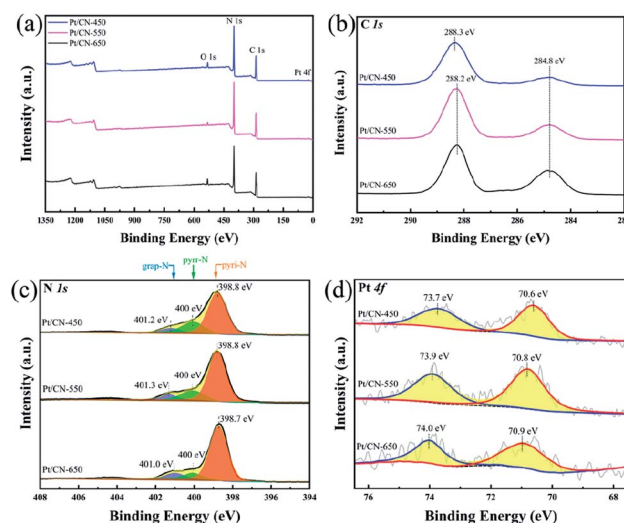 (a)
Pt/CN-450
Pt/CN-550
Pt/CN-650
N 1s
O 1s
C 1s
Pt 4f
Intensity (a.u.)
1350 1200 1050 900 750 600 450 300 150 0
Binding Energy (eV)
(b)
C 1s
288.3 eV
284.8 eV
Pt/CN-450
288.2 eV
Pt/CN-550
Pt/CN-650
Intensity (a.u.)
292 290 288 286 284 282
Binding Energy (eV)
grap-N pyrr-N pyri-N
(c)
N 1s
398.8 eV
400 eV
401.2 eV
Pt/CN-450
398.8 eV
400 eV
401.3 eV
Pt/CN-550
398.7 eV
400 eV
401.0 eV
Pt/CN-650
Intensity (a.u.)
408 406 404 402 400 398 396 394
Binding Energy (eV)
(d)
Pt 4f
73.7 eV
70.6 eV
Pt/CN-450
73.9 eV
70.8 eV
Pt/CN-550
74.0 eV
70.9 eV
Pt/CN-650
Intensity (a.u.)
76 74 72 70 68
Binding Energy (eV)